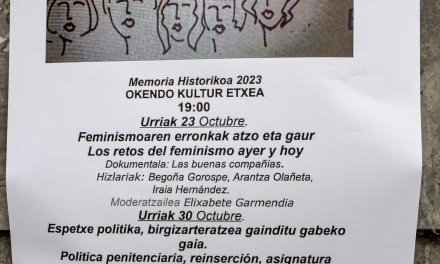 Memoria Historikoa 2023
OKENDO KULTUR ETXEA
19:00
Urriak 23 Octubre.
Feminismoaren erronkak atzo eta gaur
Los retos del feminismo ayer y hoy
Dokumentala: Las buenas compañias.
Hizlariak: Begoña Gorospe, Arantza Olañeta,
Iraia Hernández.
Moderatzailea Elixabete Garmendia
Urriak 30 Octubre.
Espetxe politika, birgizarteratzea gainditu gabeko
gaia.
Politica penitenciaria, reinserción, asignatura